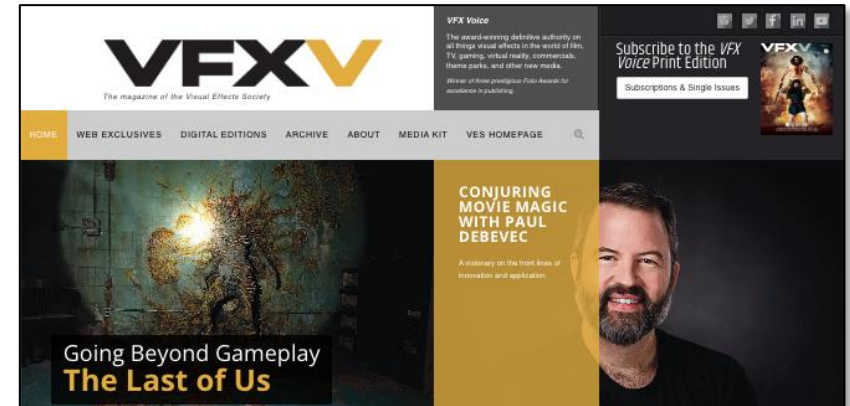 VFXV
The magazine of the Visual Effects Society
VFX Voice
The award-winning definitive authority on
all things visual effects in the world of film,
TV, gaming, virtual reality, commercials,
theme parks, and other new media.
Winner of three prestigious Folio Awards for
excellence in publishing.
Subscribe to the VFX
Voice Print Edition
Subscriptions & Single Issues
VFXV
HOME WEB EXCLUSIVES DIGITAL EDITIONS ARCHIVE ABOUT MEDIA KIT VES HOMEPAGE
Going Beyond Gameplay
The Last of Us
CONJURING
MOVIE MAGIC
WITH PAUL
DEBEVEC
A visionary on the front lines of
innovation and application.